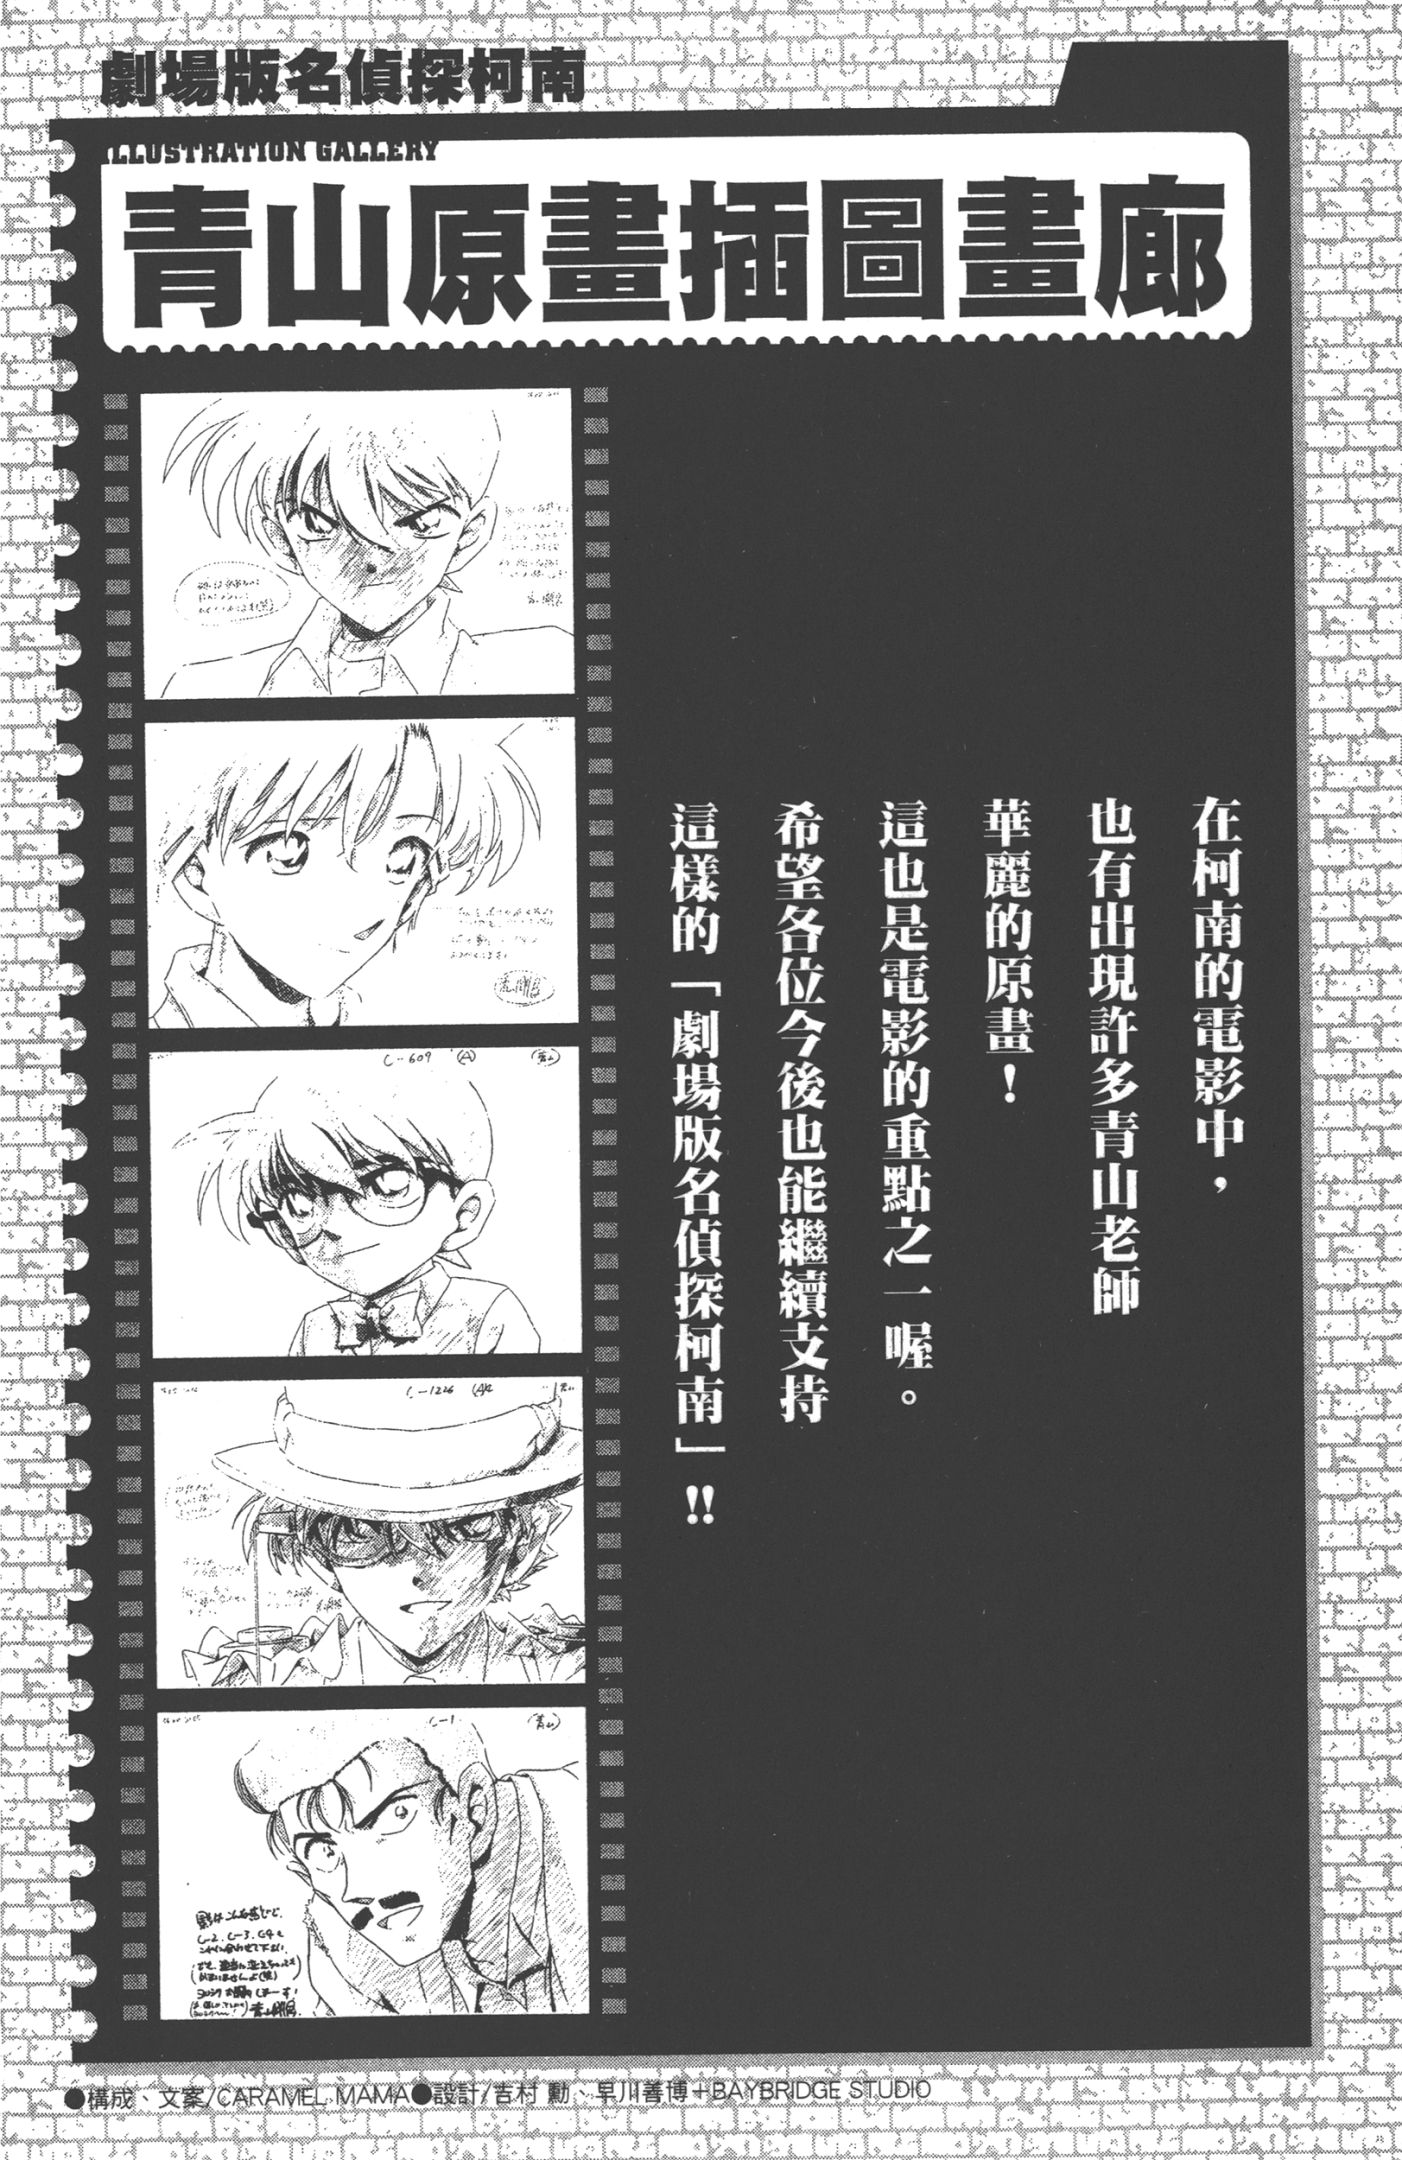 劇場版名偵探柯南
ILLUSTRATION GALLERY
青山原畫插圖畫廊
在柯南的電影中，
也有出現許多青山老師
華麗的原畫！
這也是電影的重點之一喔。
希望各位今後也能繼續支持
這樣的「劇場版名偵探柯南」!!
C-609 (A) (青山)
C-1226 (A)
C-1 (青山)
●構成、文案/CARAMEL MAMA●設計/吉村 勳、早川善博＋BAYBRIDGE STUDIO